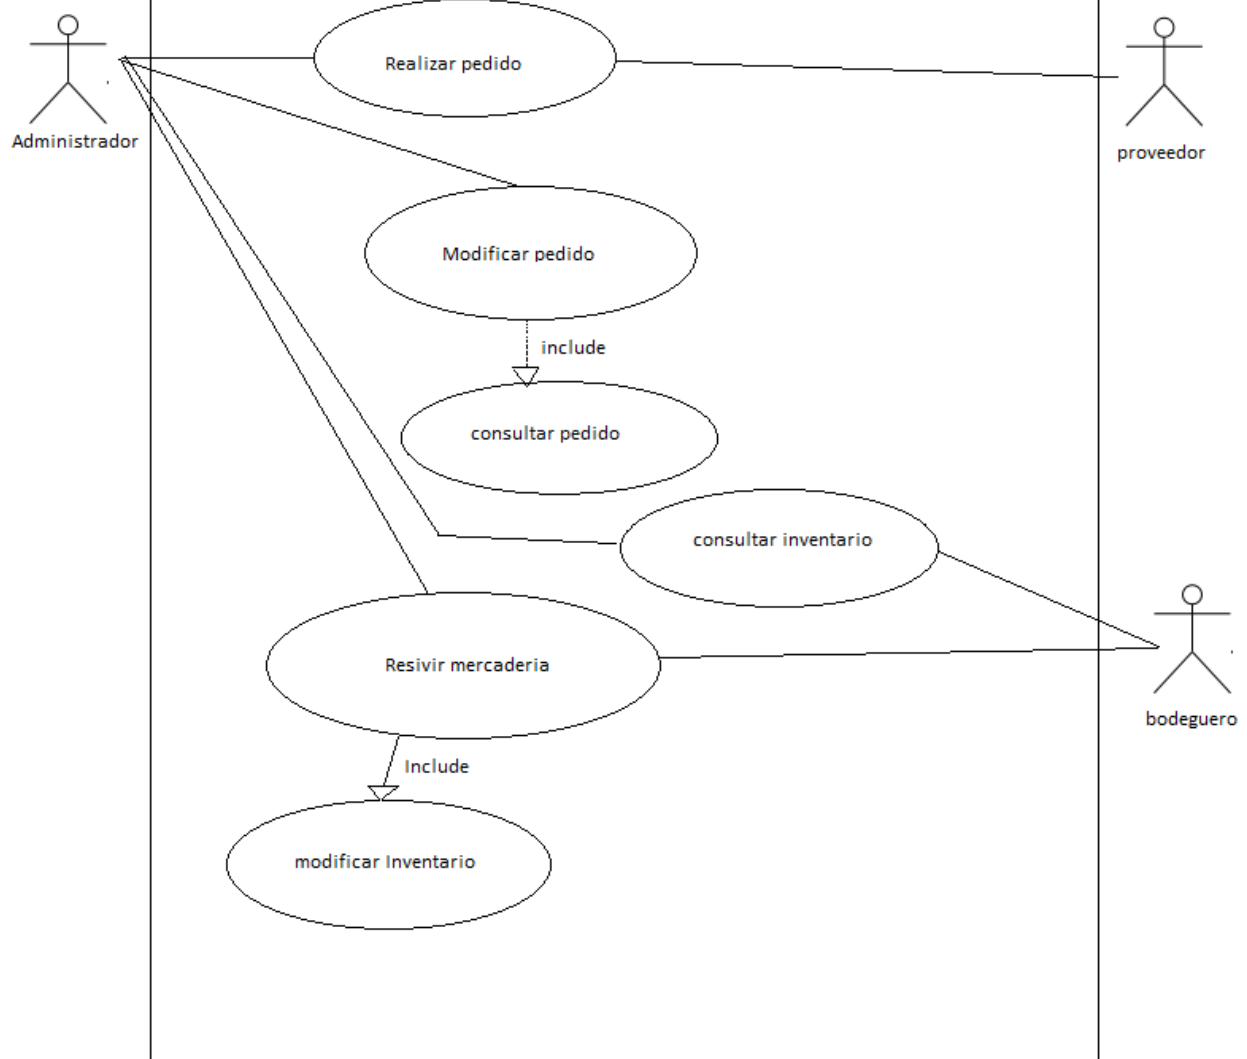 Realizar pedido
Administrador
proveedor
Modificar pedido
include
consultar pedido
consultar inventario
Resivir mercaderia
bodeguero
Include
modificar Inventario